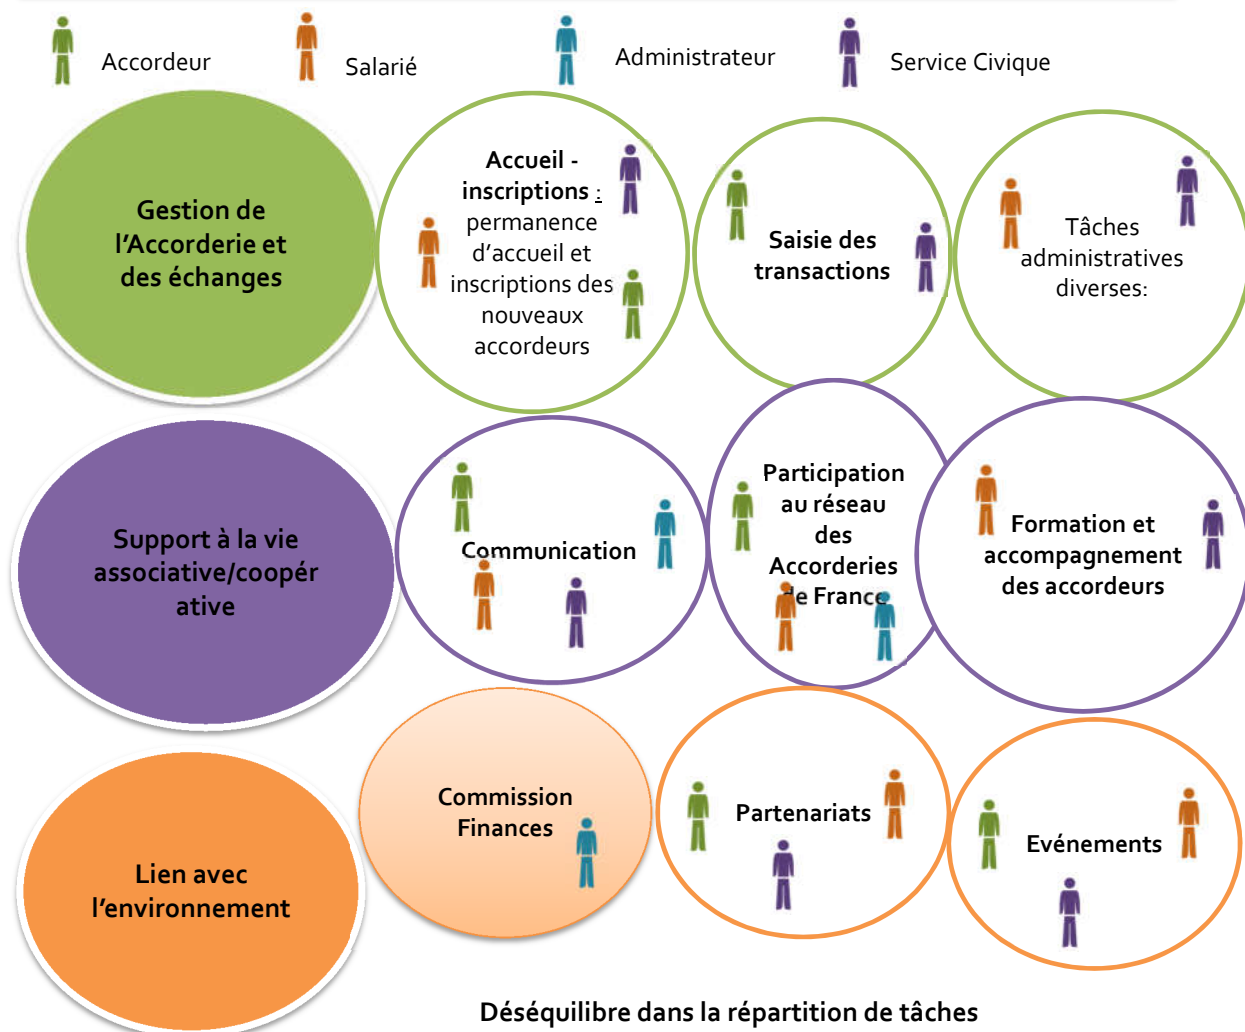 Accordeur
Salarié
Administrateur
Service Civique
Gestion de
l’Accorderie et
des échanges
Accueil -
inscriptions :
permanence
d’accueil et
inscriptions des
nouveaux
accordeurs
Saisie des
transactions
Tâches
administratives
diverses:
Support à la vie
associative/coopér
ative
Communication
Participation
au réseau
des
Accorderies
de France
Formation et
accompagnement
des accordeurs
Lien avec
l’environnement
Commission
Finances
Partenariats
Evénements
Déséquilibre dans la répartition de tâches